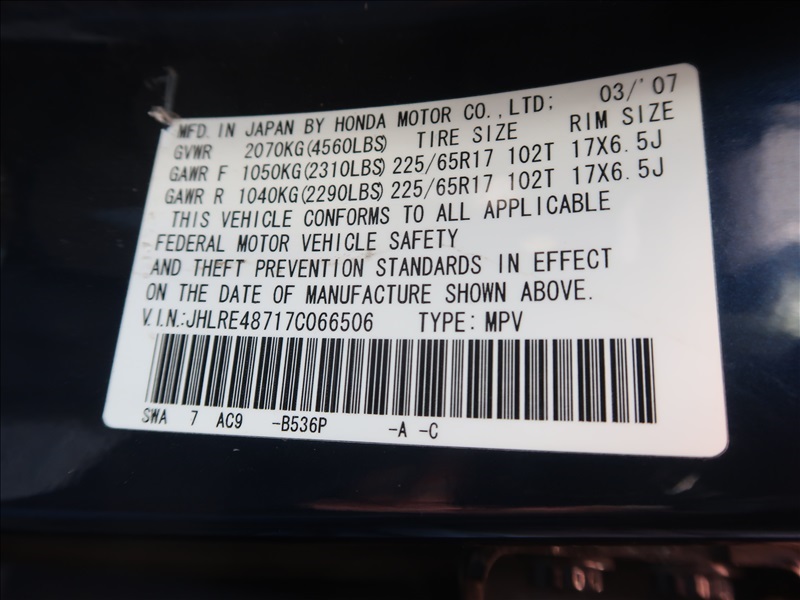 MFD. IN JAPAN BY HONDA MOTOR CO., LTD; 03/'07
GVWR 2070KG(4560LBS) TIRE SIZE RIM SIZE
GAWR F 1050KG(2310LBS) 225/65R17 102T 17X6.5J
GAWR R 1040KG(2290LBS) 225/65R17 102T 17X6.5J
THIS VEHICLE CONFORMS TO ALL APPLICABLE
FEDERAL MOTOR VEHICLE SAFETY
AND THEFT PREVENTION STANDARDS IN EFFECT
ON THE DATE OF MANUFACTURE SHOWN ABOVE.
V.I.N.:JHLRE48717C066506 TYPE: MPV
SWA 7 AC9 -B536P -A -C